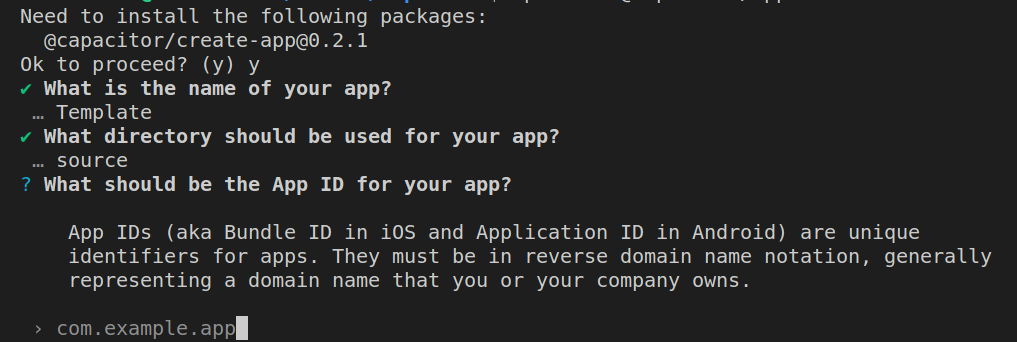 Need to install the following packages:
@capacitor/create-app@0.2.1
Ok to proceed? (y) y
✔ What is the name of your app?
… Template
✔ What directory should be used for your app?
… source
? What should be the App ID for your app?
App IDs (aka Bundle ID in iOS and Application ID in Android) are unique
identifiers for apps. They must be in reverse domain name notation, generally
representing a domain name that you or your company owns.
› com.example.app